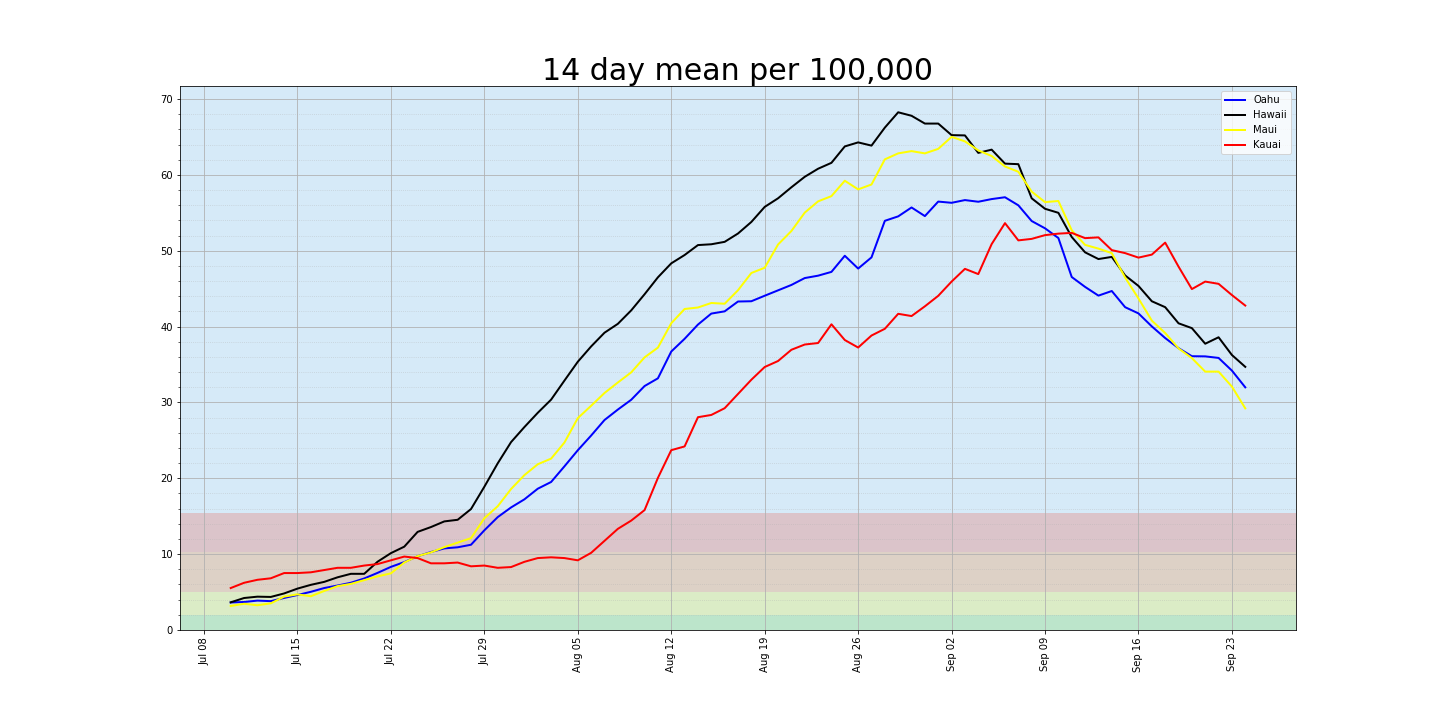 14 day mean per 100,000
70
60
50
40
30
20
10
0
Oahu
Hawaii
Maui
Kauai
Jul 08
Jul 15
Jul 22
Jul 29
Aug 05
Aug 12
Aug 19
Aug 26
Sep 02
Sep 09
Sep 16
Sep 23